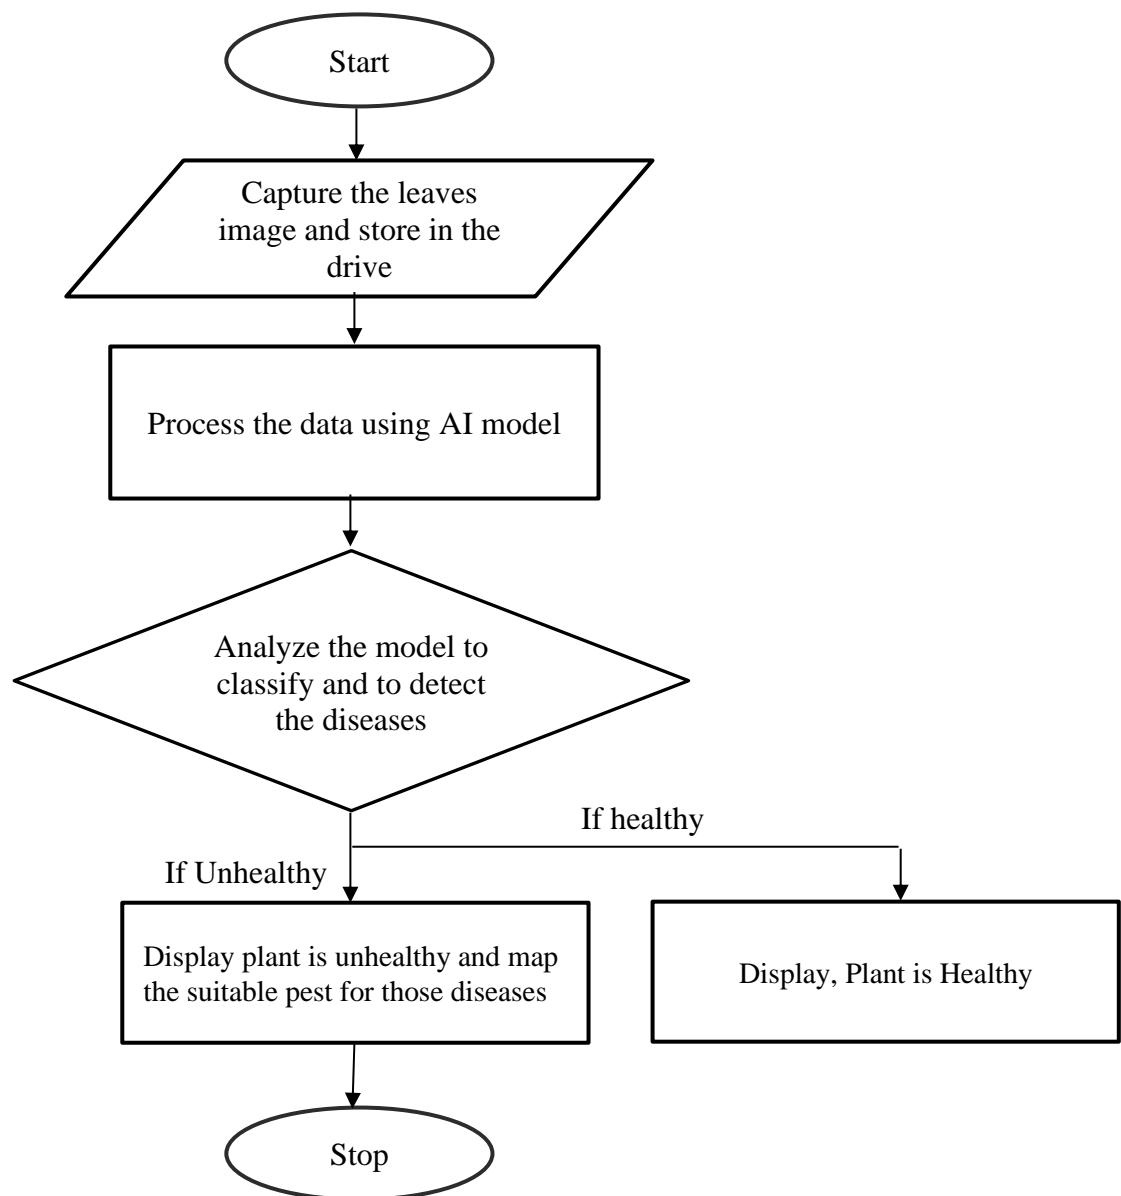 Start
Capture the leaves
image and store in the
drive
Process the data using AI model
Analyze the model to
classify and to detect
the diseases
If healthy
If Unhealthy
Display plant is unhealthy and map
the suitable pest for those diseases
Display, Plant is Healthy
Stop